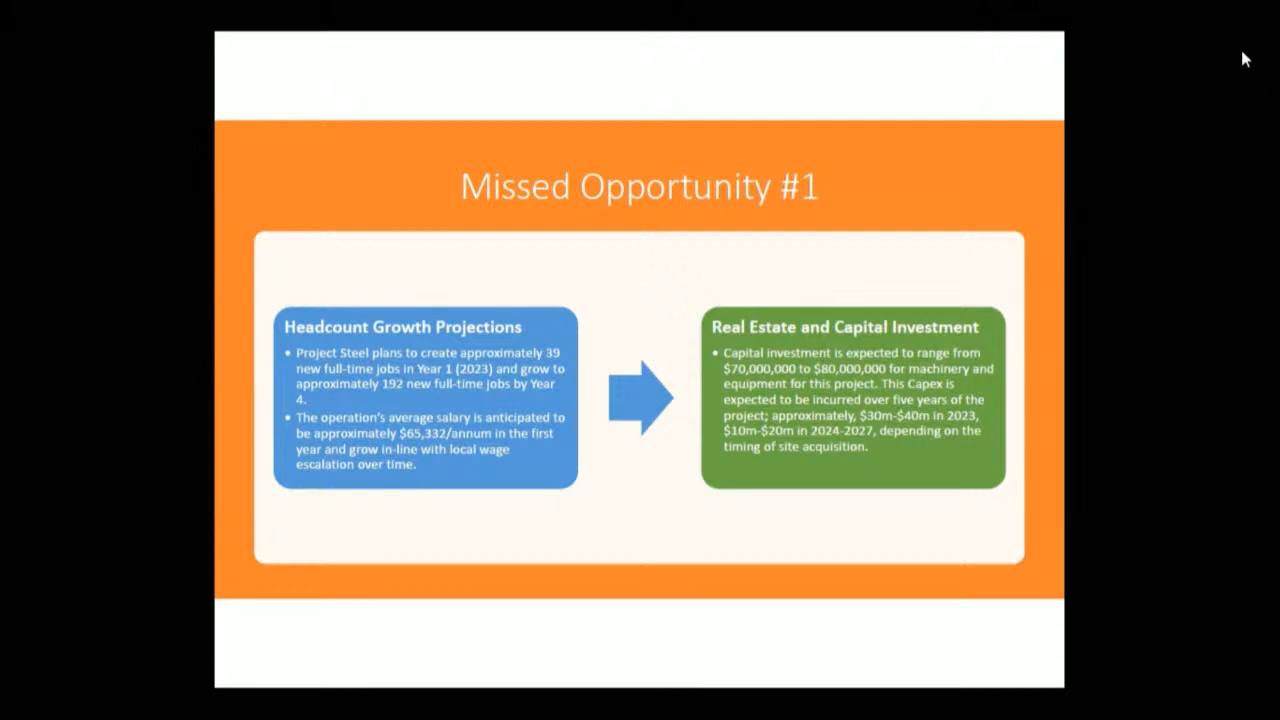 Missed Opportunity #1
Headcount Growth Projections
• Project Steel plans to create approximately 39
new full-time jobs in Year 1 (2023) and grow to
approximately 192 new full-time jobs by Year
4.
• The operation's average salary is anticipated to
be approximately $65,332/annum in the first
year and grow in-line with local wage
escalation over time.
Real Estate and Capital Investment
• Capital investment is expected to range from
$70,000,000 to $80,000,000 for machinery and
equipment for this project. This Capex is
expected to be incurred over five years of the
project; approximately, $30m-$40m in 2023,
$10m-$20m in 2024-2027, depending on the
timing of site acquisition.